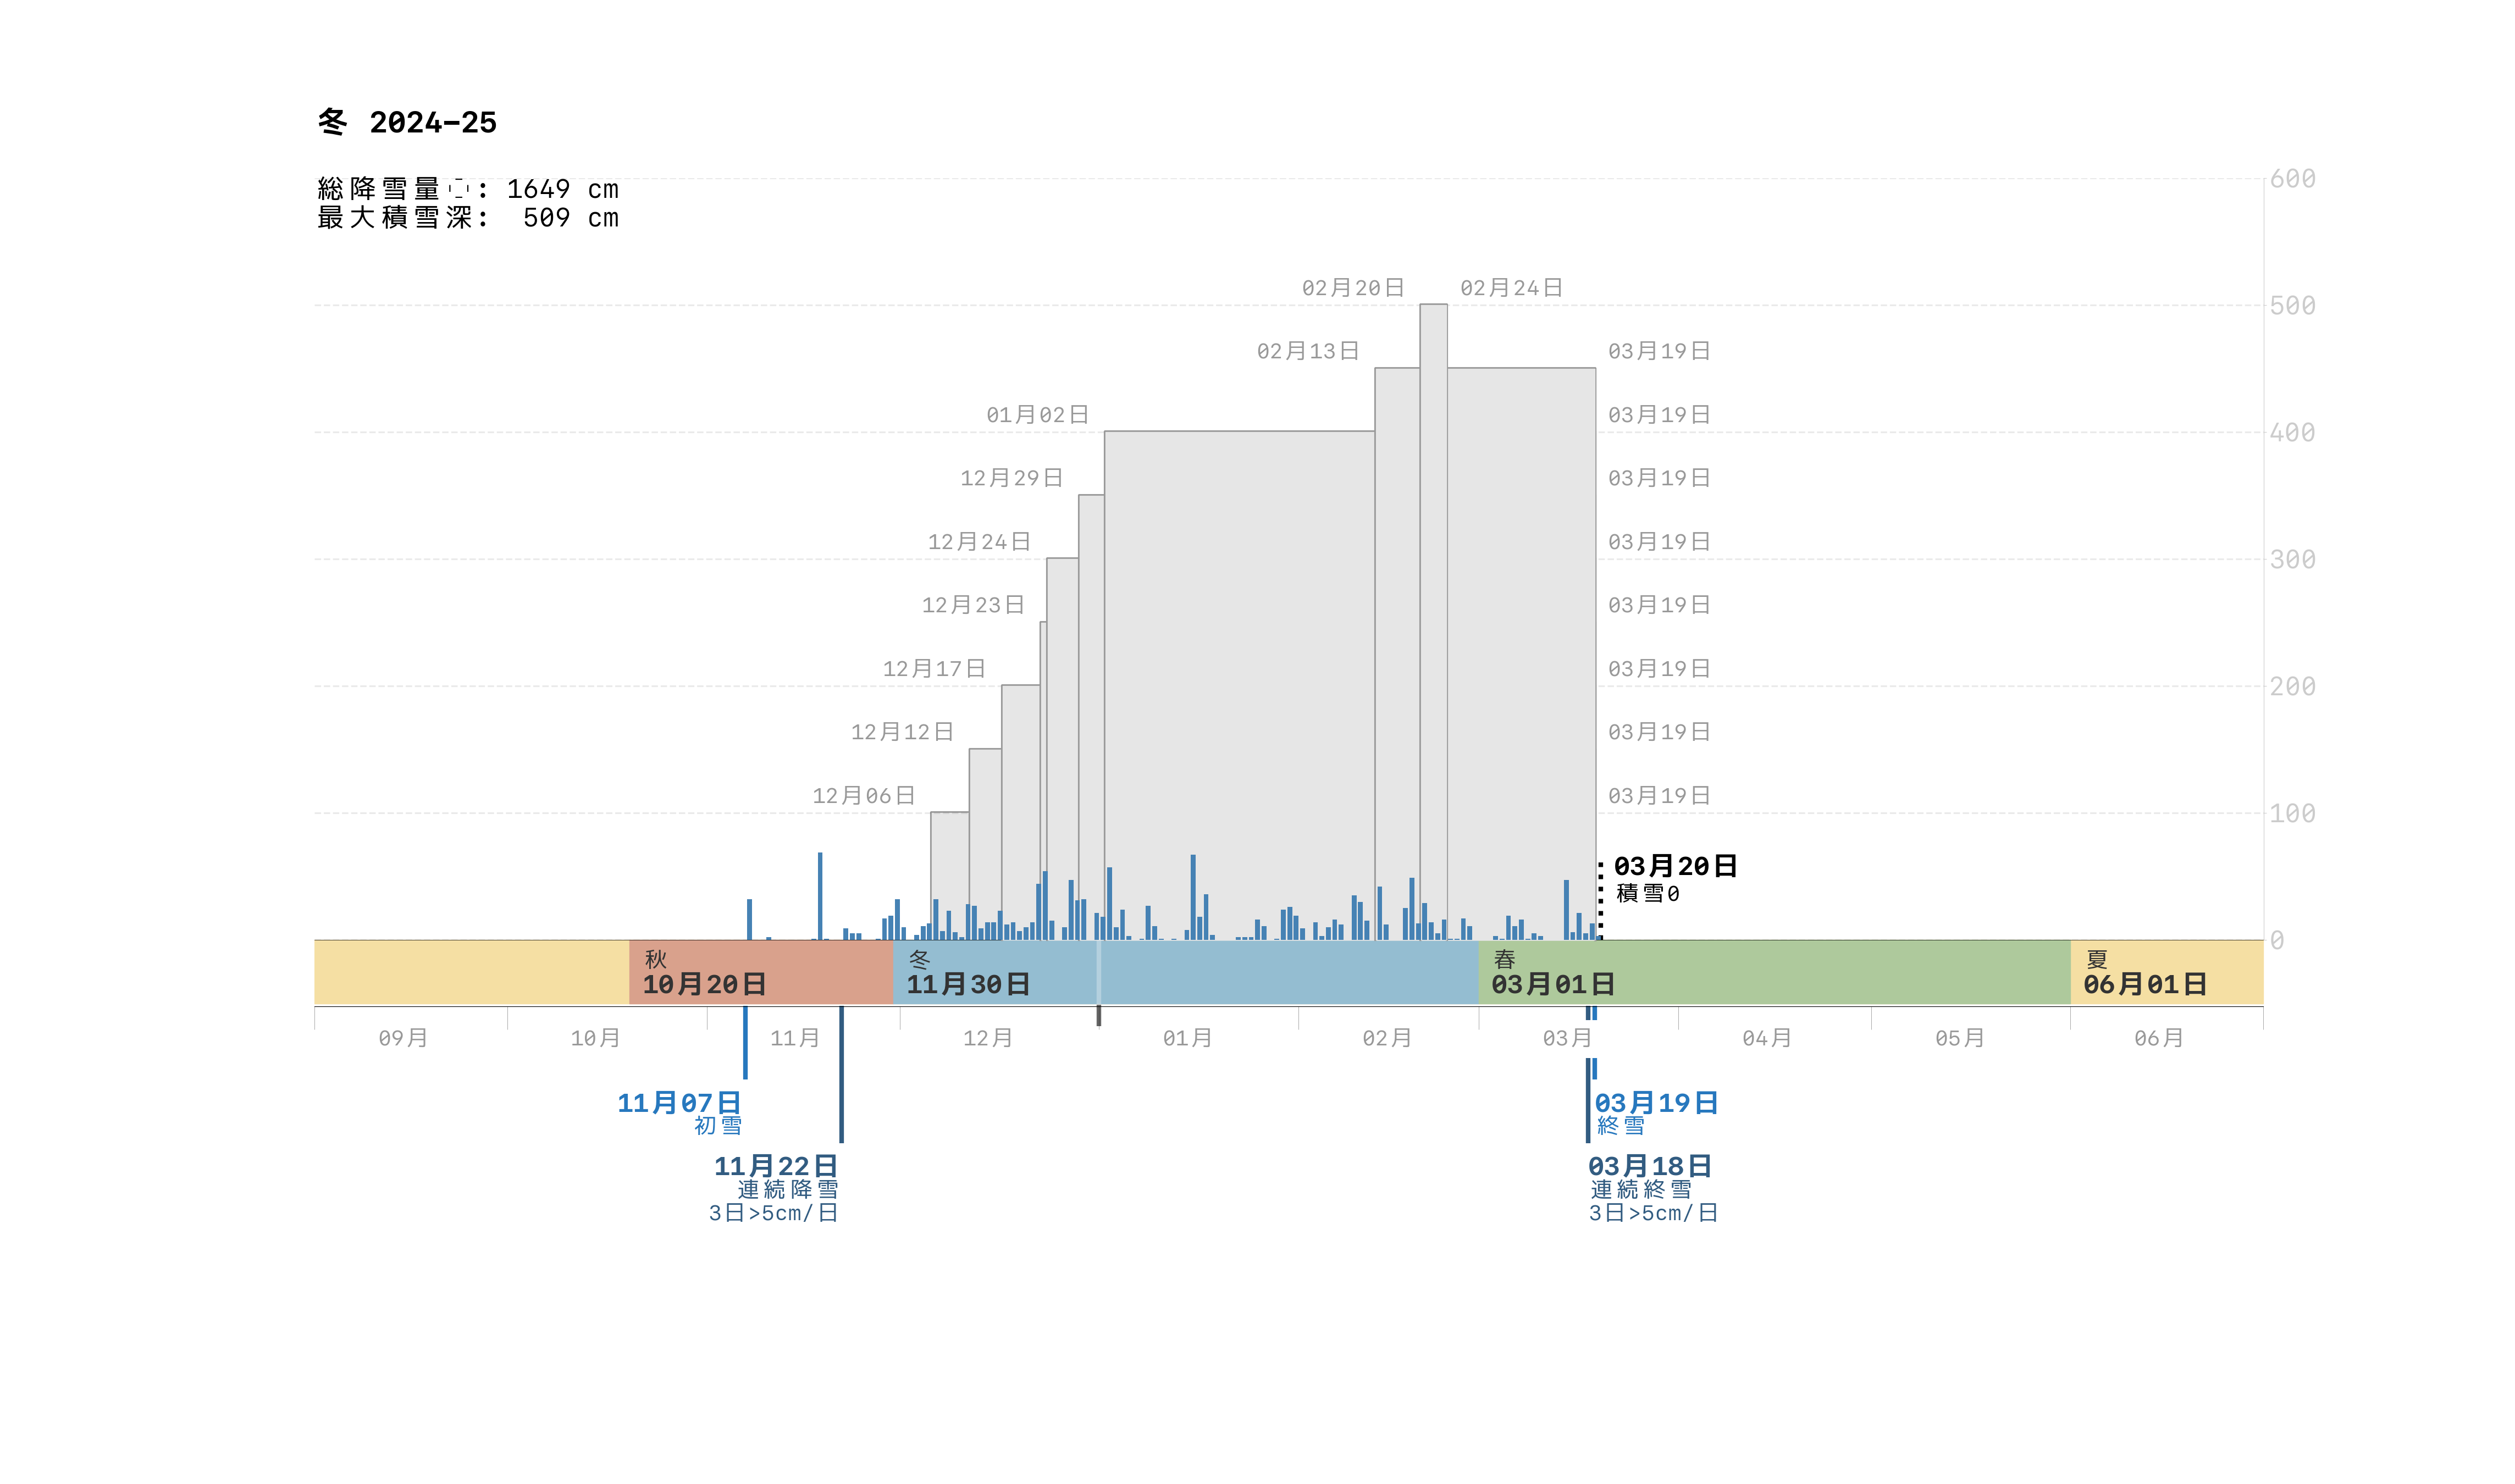 冬 2024–25
総降雪量 : 1649 cm
最大積雪深: 509 cm
600
02月20日 02月24日
500
02月13日 03月19日
01月02日 03月19日
400
12月29日 03月19日
12月24日 03月19日
300
12月23日 03月19日
12月17日 03月19日
200
12月12日 03月19日
12月06日 03月19日
100
03月20日
積雪0
0
秋 冬 春 夏
10月20日 11月30日 03月01日 06月01日
09月 10月 11月 12月 01月 02月 03月 04月 05月 06月
11月07日 03月19日
初雪 終雪
11月22日 03月18日
連続降雪 連続終雪
3日>5cm/日 3日>5cm/日